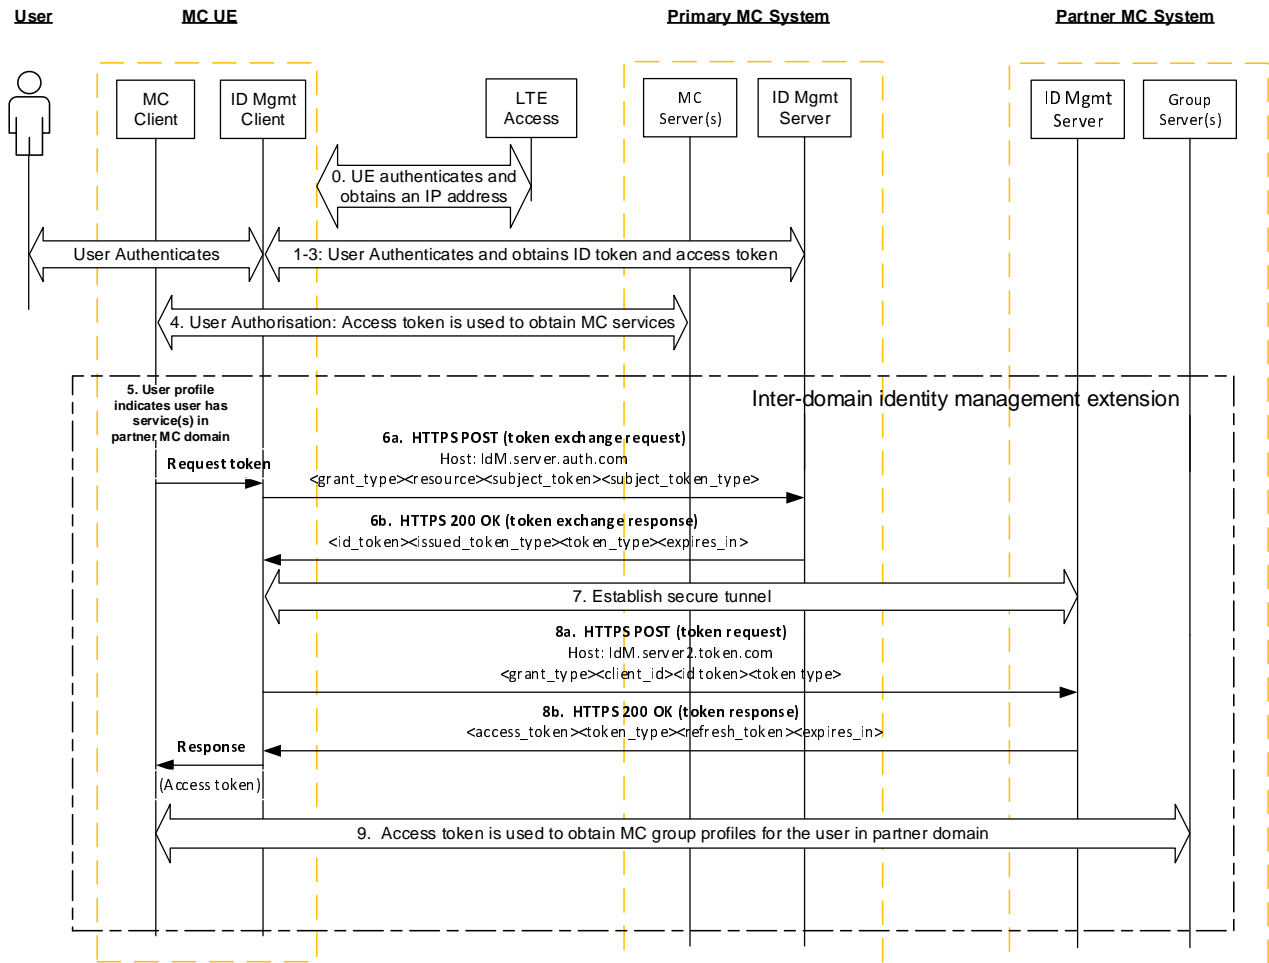 User
MC UE
Primary MC System
Partner MC System
MC
Client
ID Mgmt
Client
LTE
Access
MC
Server(s)
ID Mgmt
Server
ID Mgmt
Server
Group
Server(s)
0. UE authenticates and
obtains an IP address
User Authenticates
1-3: User Authenticates and obtains ID token and access token
4. User Authorisation: Access token is used to obtain MC services
5. User profile
indicates user has
service(s) in
partner MC domain
Inter-domain identity management extension
Request token
6a. HTTPS POST (token exchange request)
Host: IdM.server.auth.com
<grant_type><resource><subject_token><subject_token_type>
6b. HTTPS 200 OK (token exchange response)
<id_token><issued_token_type><token_type><expires_in>
7. Establish secure tunnel
8a. HTTPS POST (token request)
Host: IdM.server2.token.com
<grant_type><client_id><id token><token type>
8b. HTTPS 200 OK (token response)
<access_token><token_type><refresh_token><expires_in>
Response
(Access token)
9. Access token is used to obtain MC group profiles for the user in partner domain